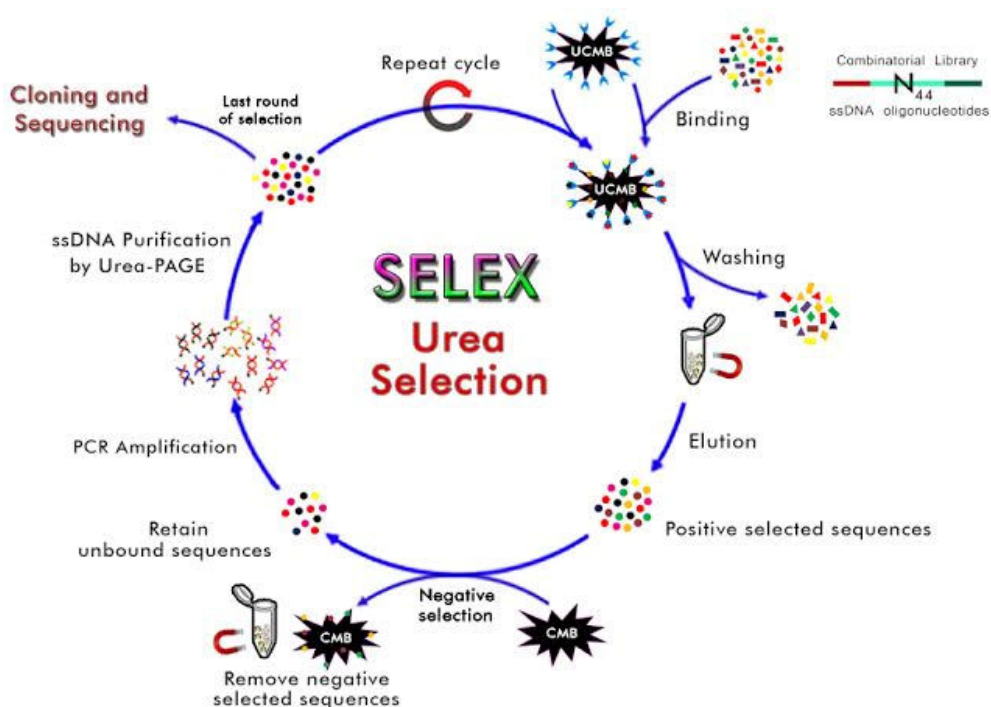 UCMB
Combinatorial Library
N
44
ssDNA oligonucleotides
Repeat cycle
Binding
Cloning and
Sequencing
Last round
of selection
UCMB
ssDNA Purification
by Urea-PAGE
SELEX
Urea
Selection
Washing
PCR Amplification
Elution
Retain
unbound sequences
Positive selected sequences
Negative
selection
CMB
CMB
Remove negative
selected sequences